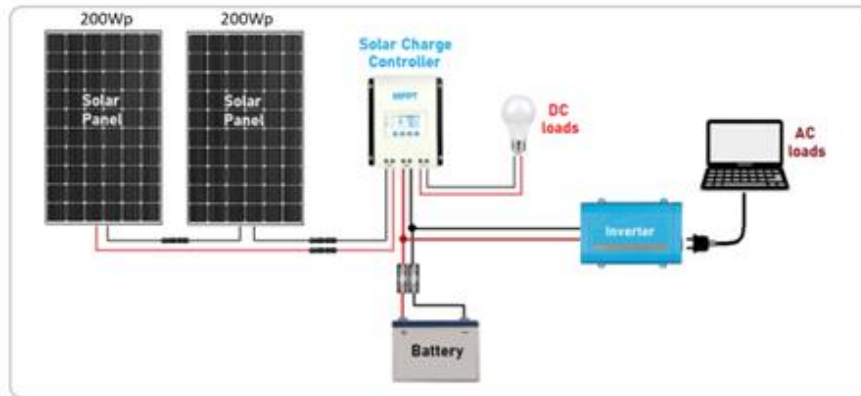 200Wp
200Wp
Solar Charge
Controller
Solar
Panel
Solar
Panel
MPPT
DC
loads
AC
loads
Inverter
Battery